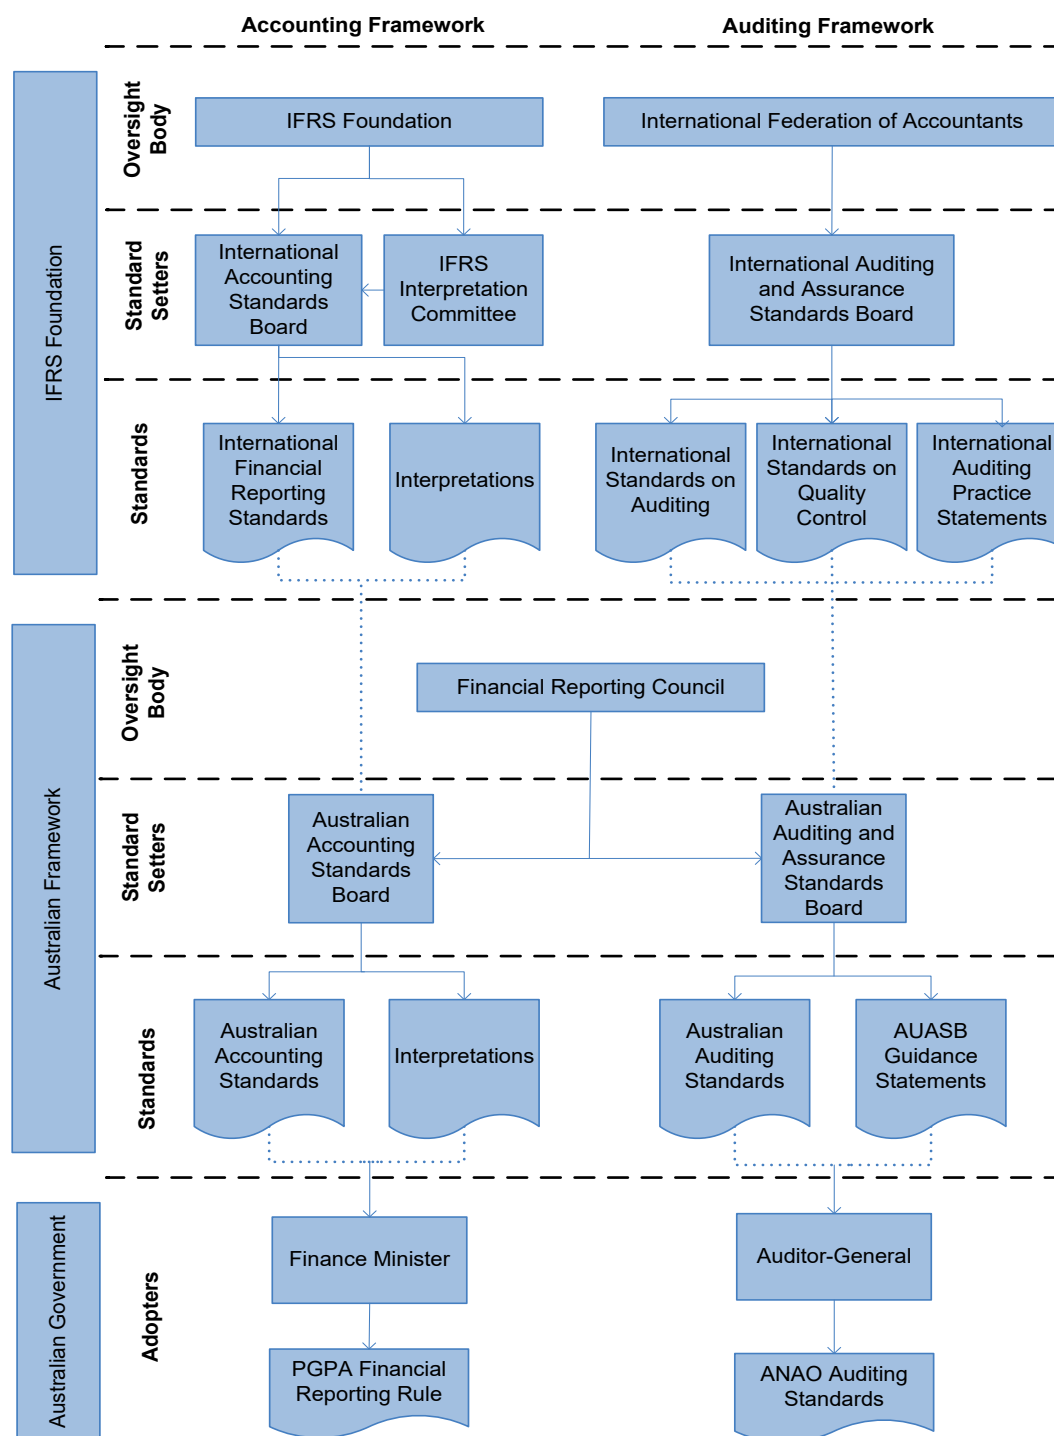 Accounting Framework
Auditing Framework
IFRS Foundation
Oversight
Body
IFRS Foundation
International Federation of Accountants
Standard
Setters
International
Accounting
Standards
Board
IFRS
Interpretation
Committee
International Auditing
and Assurance
Standards Board
Standards
International
Financial
Reporting
Standards
Interpretations
International
Standards on
Auditing
International
Standards on
Quality
Control
International
Auditing
Practice
Statements
Australian Framework
Oversight
Body
Financial Reporting Council
Standard
Setters
Australian
Accounting
Standards
Board
Australian
Auditing and
Assurance
Standards
Board
Standards
Australian
Accounting
Standards
Interpretations
Australian
Auditing
Standards
AUASB
Guidance
Statements
Australian Government
Adopters
Finance Minister
Auditor-General
PGPA Financial
Reporting Rule
ANAO Auditing
Standards